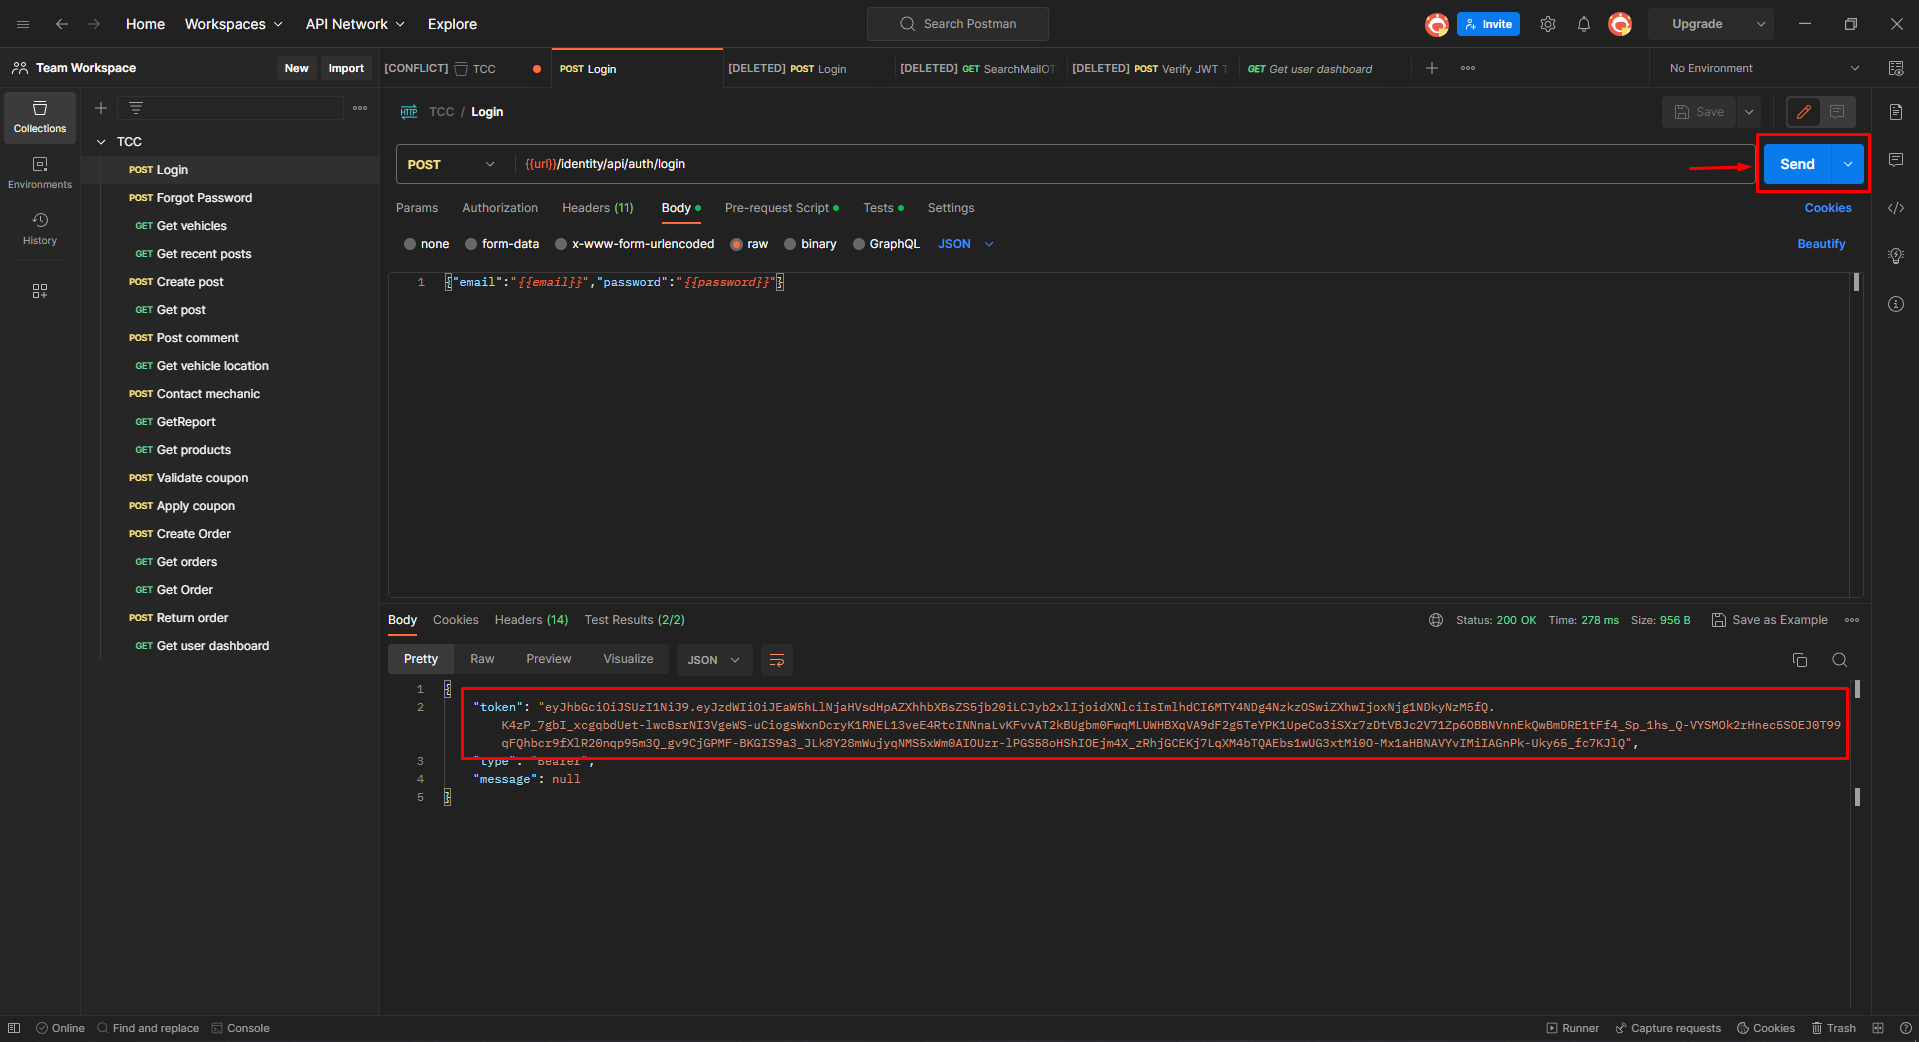 Home Workspaces API Network Explore Search Postman Invite Upgrade
Team Workspace New Import [CONFLICT] TCC POST Login [DELETED] POST Login [DELETED] GET SearchMailOT [DELETED] POST Verify JWT T GET Get user dashboard No Environment
Collections
Environments
History
TCC
POST Login
POST Forgot Password
GET Get vehicles
GET Get recent posts
POST Create post
GET Get post
POST Post comment
GET Get vehicle location
POST Contact mechanic
GET GetReport
GET Get products
POST Validate coupon
POST Apply coupon
POST Create Order
GET Get orders
GET Get Order
POST Return order
GET Get user dashboard
HTTP TCC / Login Save
POST {{url}}/identity/api/auth/login Send
Params Authorization Headers (11) Body Pre-request Script Tests Settings Cookies
none form-data x-www-form-urlencoded raw binary GraphQL JSON Beautify
1 {"email":"{{email}}","password":"{{password}}"}
Body Cookies Headers (14) Test Results (2/2) Status: 200 OK Time: 278 ms Size: 956 B Save as Example
Pretty Raw Preview Visualize JSON
1 {
2 "token": "eyJhbGciOiJSUzI1NiJ9.eyJzdWIiOiJEaW5hLlNjaHVsdHpAZXhhbXBsZS5jb20iLCJyb2xlIjoidXNlciIsImlhdCI6MTY4NDg4NzkzOSwiZXhwIjoxNjg1NDkyNzM5fQ.
K4zP_7gbI_xcgqbdUet-lwcBsrNI3VgeWS-uCiogsWxnDcryK1RNEL13veE4RtcINNnaLvKFvvAT2kBUgbm0FwqMLUWHBXqVA9dF2g5TeYPK1UpeCo3iSXr7zDtVBJc2V71Zp6OBBNVnnEkQwBmDRE1tFf4_Sp_1hs_Q-VYSMOk2rHnec5SOEJ0T99
qFQhbcr9fXlR20nqp95m3Q_gv9CjGPMF-BKGIS9a3_JLk8Y28mWujyqNMS5xWm0AIOUzr-lPGS58oHShIOEjm4X_zRhjGCEKj7LqXM4bTQAEbs1wUG3xtMi0O-Mx1aHBNAVYvIMiIAGnPk-Uky65_fc7KJlQ",
3 "type": "Bearer",
4 "message": null
5 }
Online Find and replace Console Runner Capture requests Cookies Trash